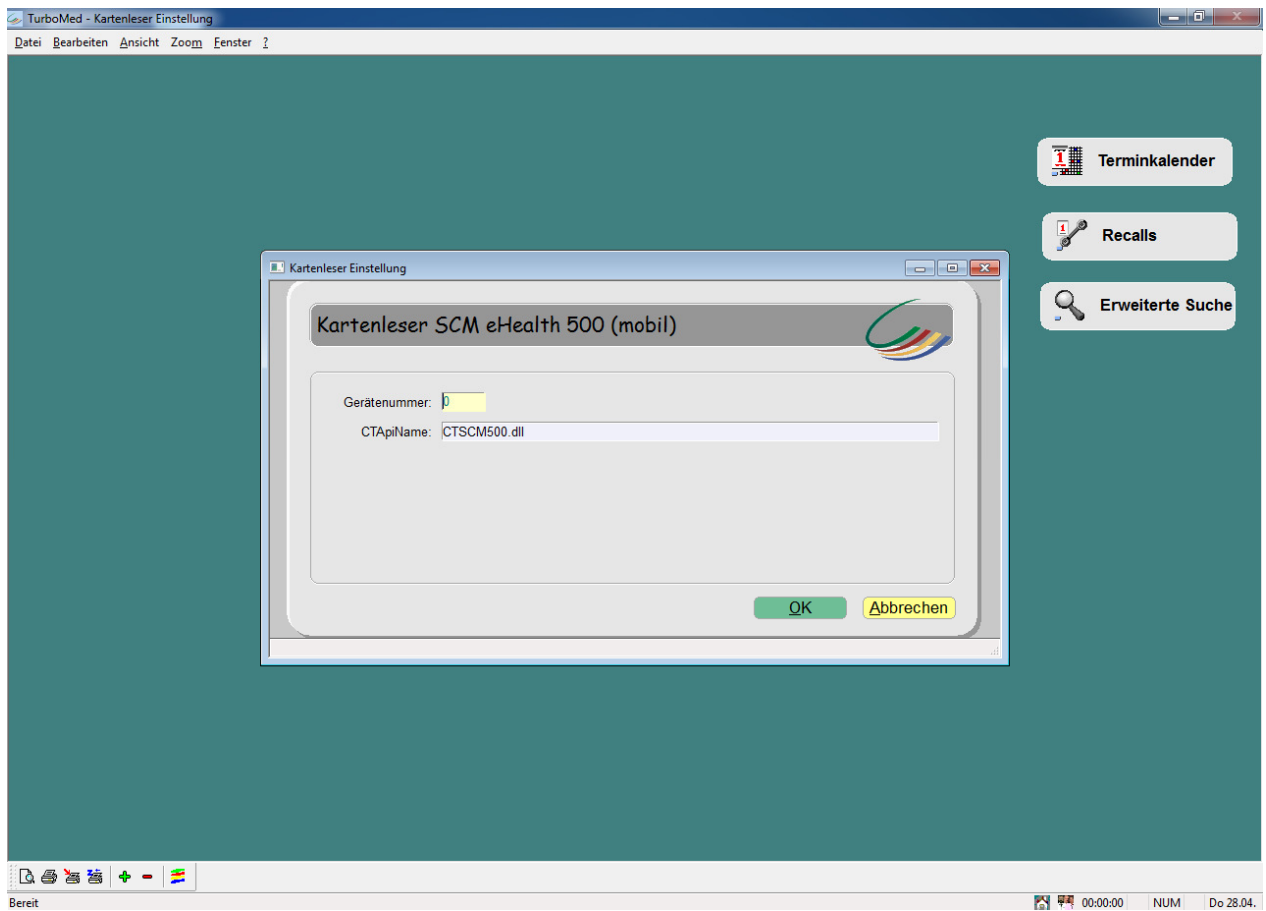 TurboMed - Kartenleser Einstellung
Datei Bearbeiten Ansicht Zoom Fenster ?
Terminkalender
Recalls
Erweiterte Suche
Kartenleser Einstellung
Kartenleser SCM eHealth 500 (mobil)
Gerätenummer: 0
CTApiName: CTSCM500.dll
OK Abbrechen
Bereit 00:00:00 NUM Do 28.04.